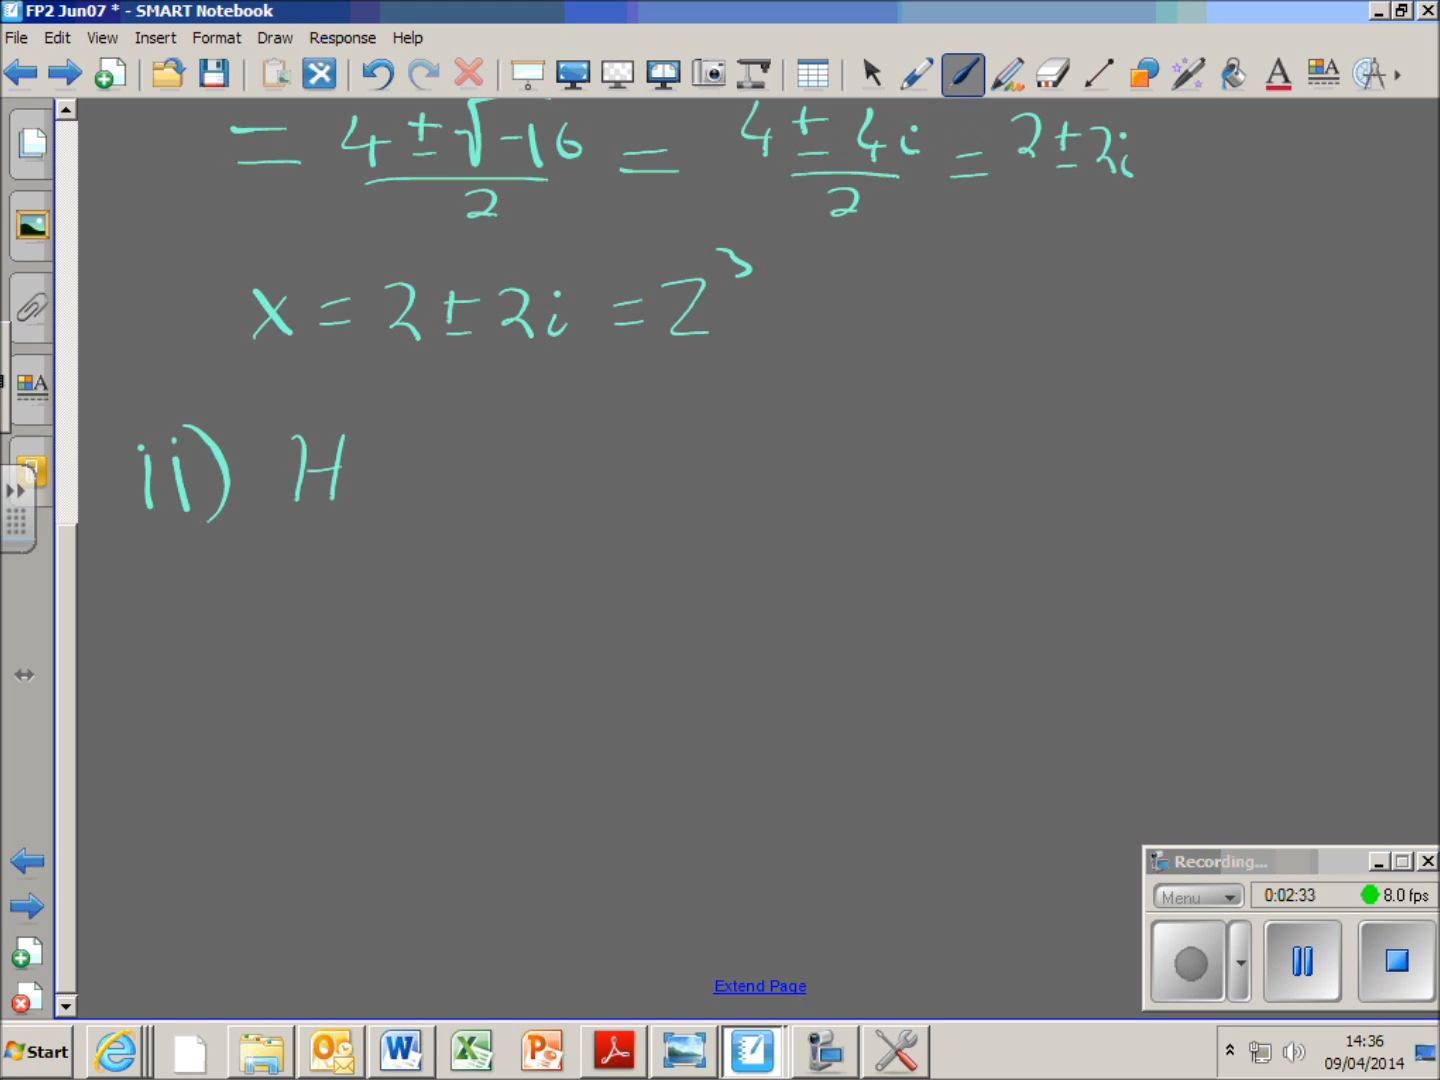 FP2 Jun07 * - SMART Notebook
File Edit View Insert Format Draw Response Help
= 4 ± √-16 / 2 = 4 ± 4i / 2 = 2 ± 2i
x = 2 ± 2i = Z³
ii) H
Recording...
Menu 0:02:33 8.0 fps
Extend Page
Start
14:36
09/04/2014